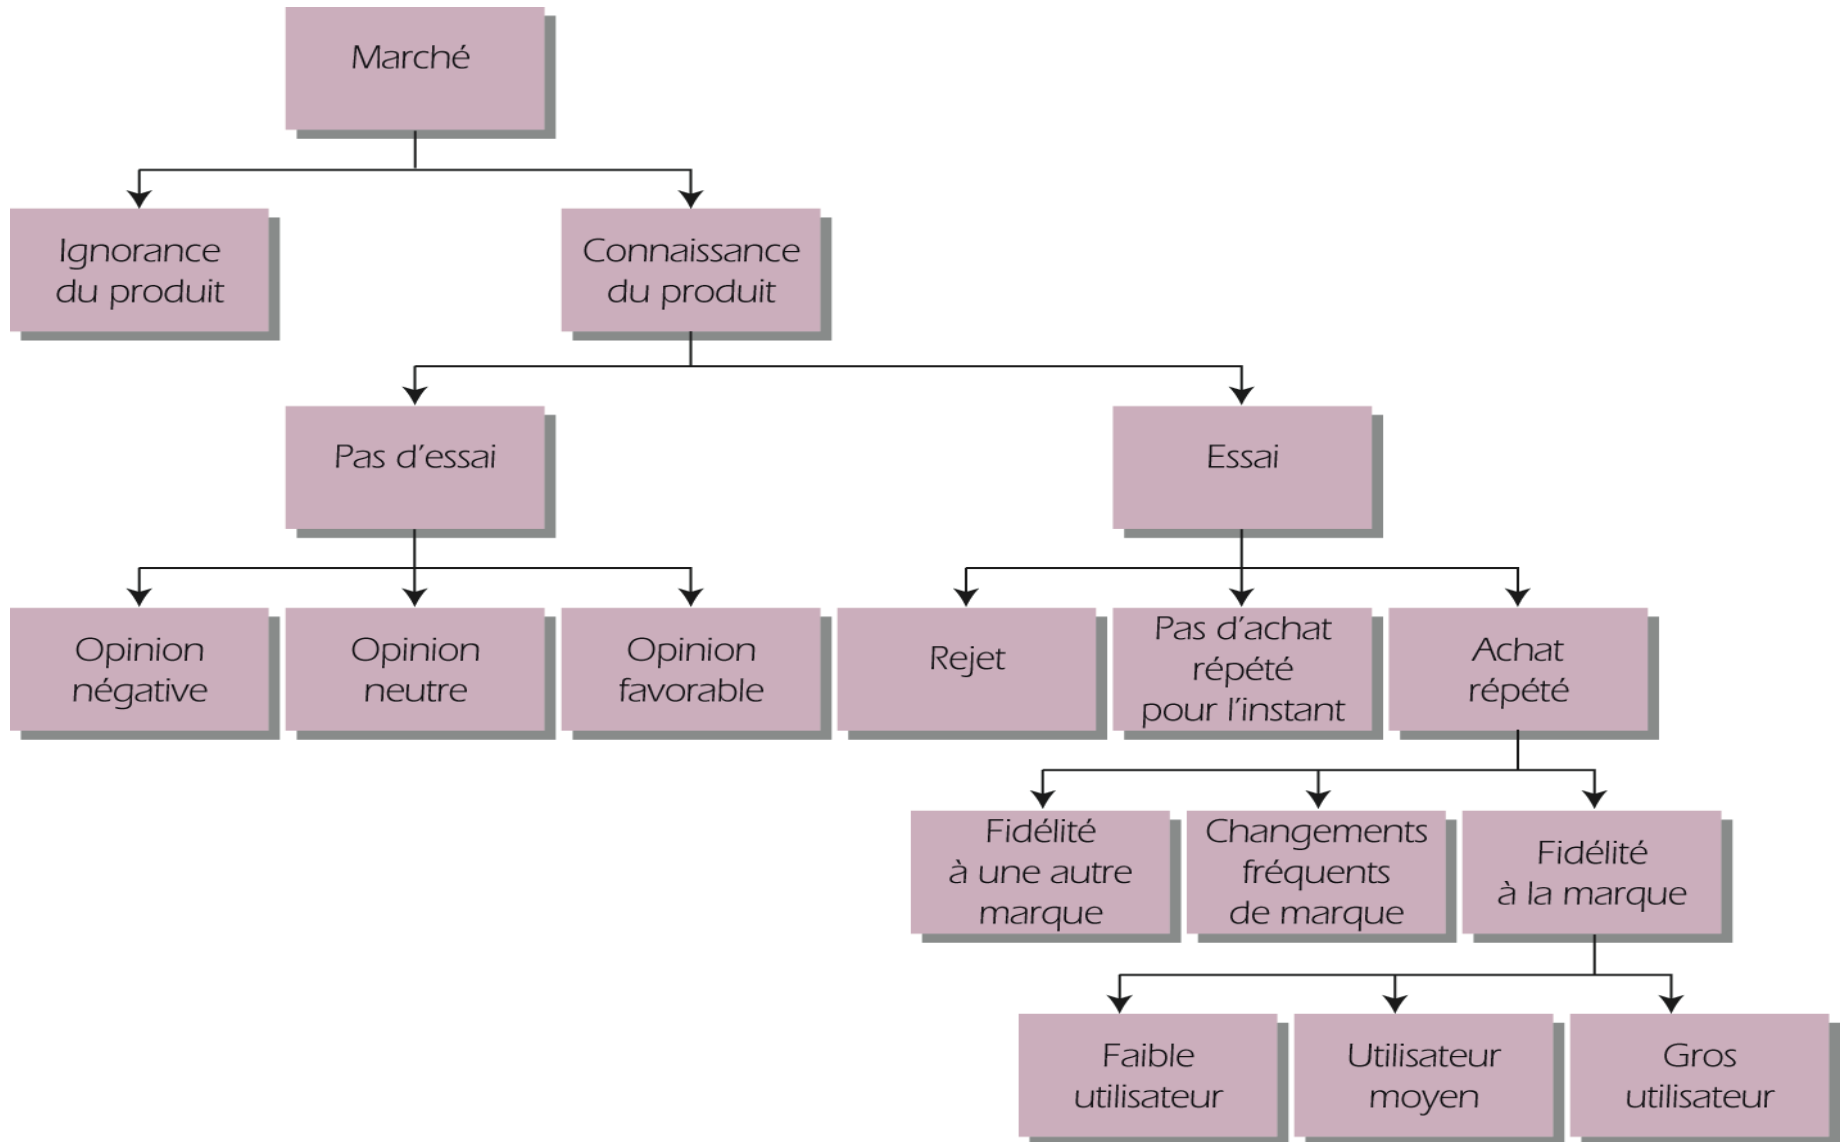 Marché
Ignorance
du produit
Connaissance
du produit
Pas d'essai
Essai
Opinion
négative
Opinion
neutre
Opinion
favorable
Rejet
Pas d'achat
répété
pour l'instant
Achat
répété
Fidélité
à une autre
marque
Changements
fréquents
de marque
Fidélité
à la marque
Faible
utilisateur
Utilisateur
moyen
Gros
utilisateur